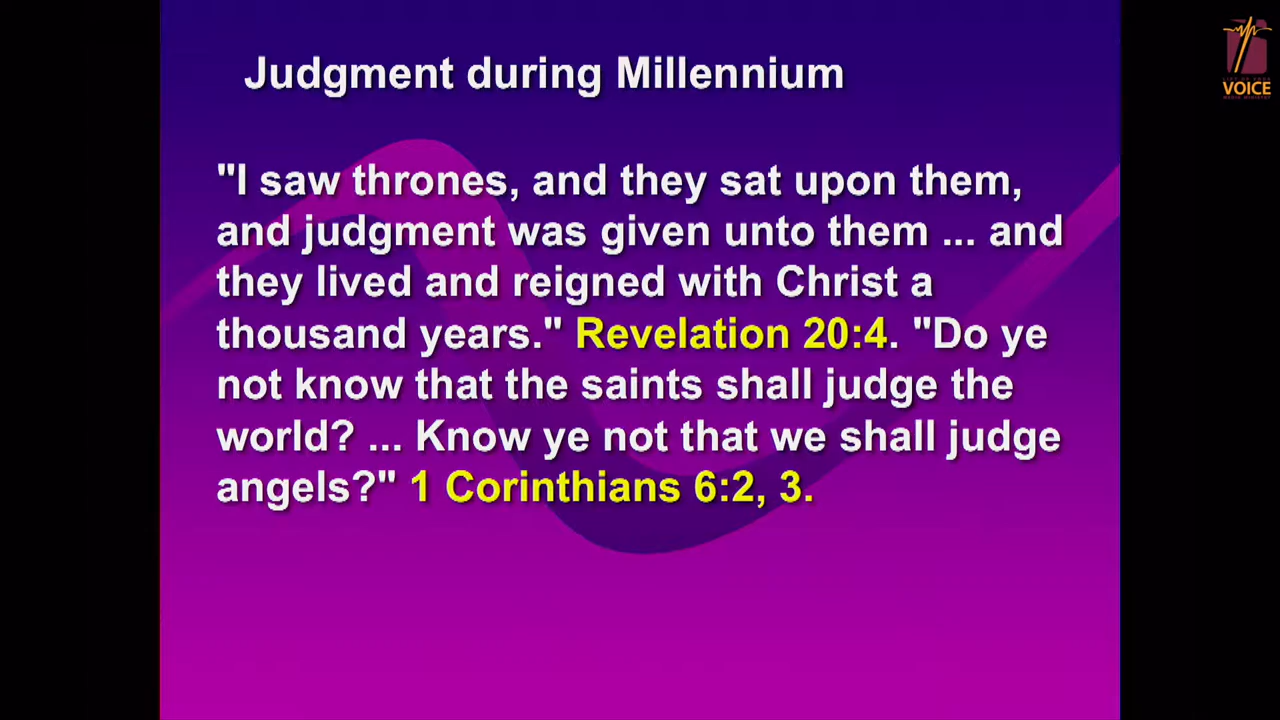 Judgment during Millennium
"I saw thrones, and they sat upon them,
and judgment was given unto them ... and
they lived and reigned with Christ a
thousand years." Revelation 20:4. "Do ye
not know that the saints shall judge the
world? ... Know ye not that we shall judge
angels?" 1 Corinthians 6:2, 3.
VOICE